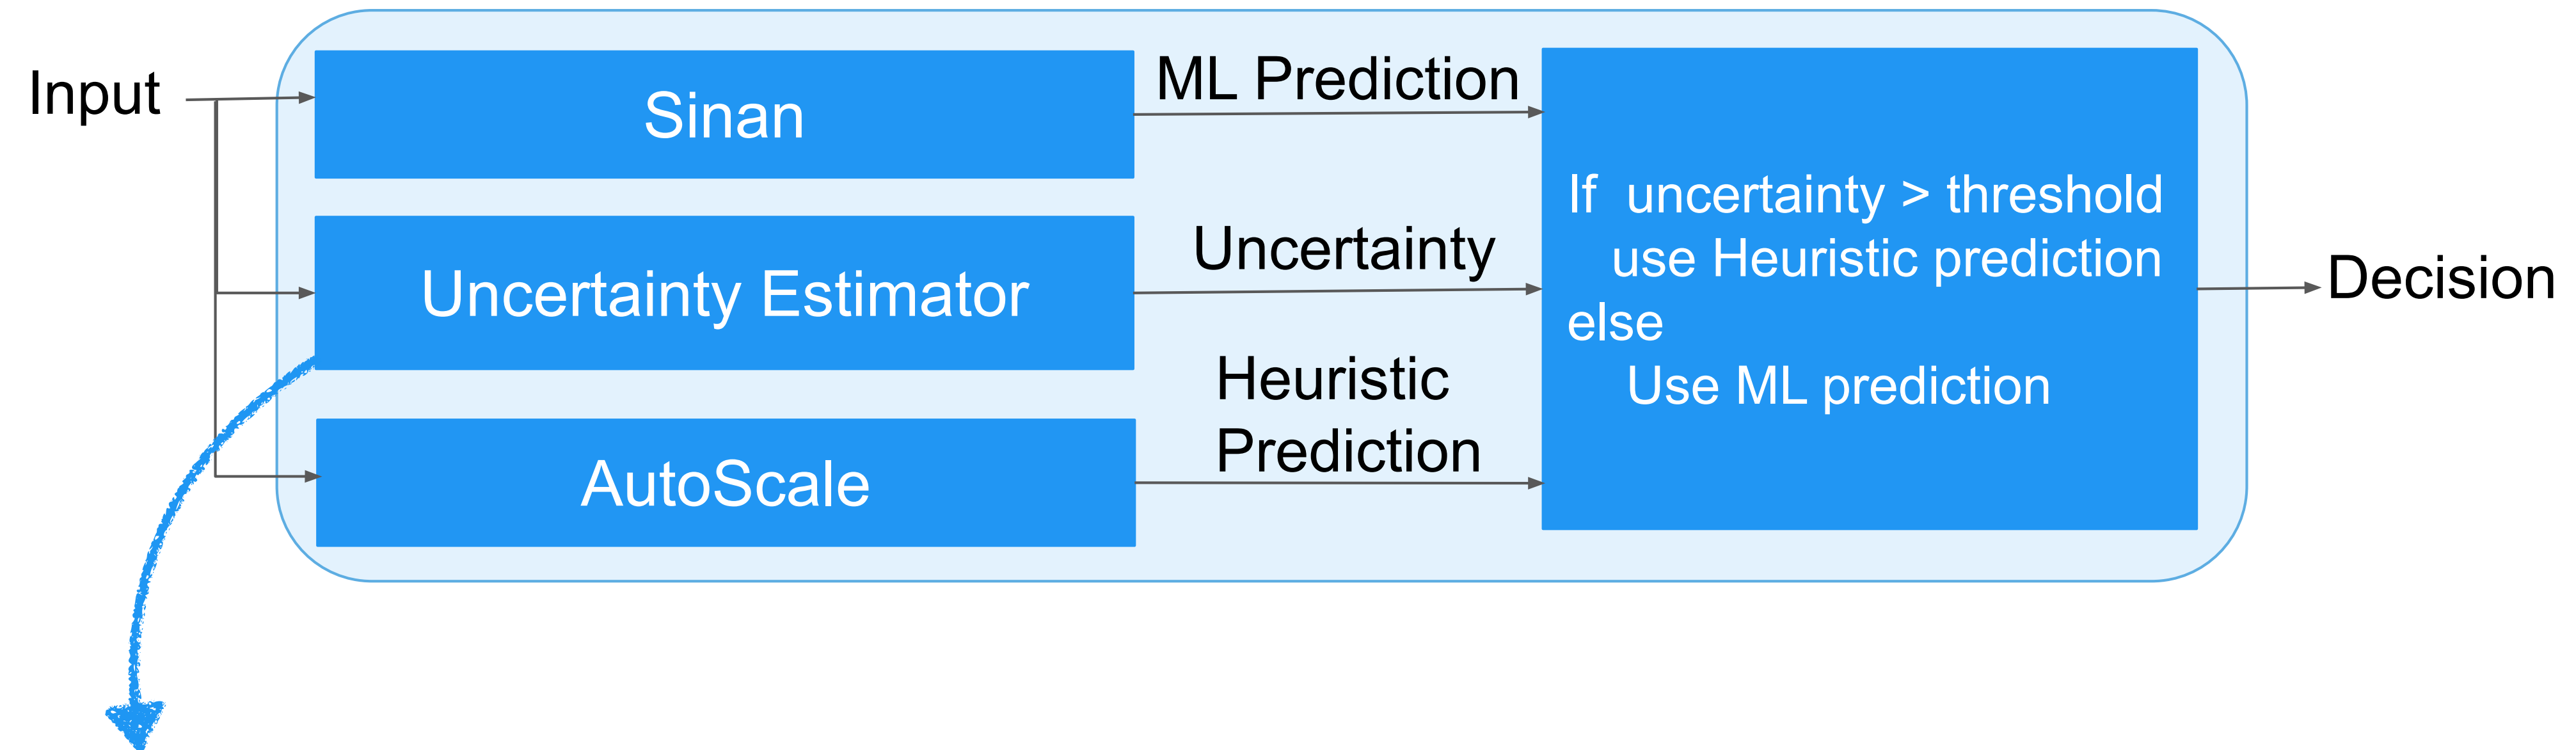 Input
Sinan
ML Prediction
Uncertainty Estimator
Uncertainty
AutoScale
Heuristic
Prediction
If  uncertainty > threshold
use Heuristic prediction
else
Use ML prediction
Decision